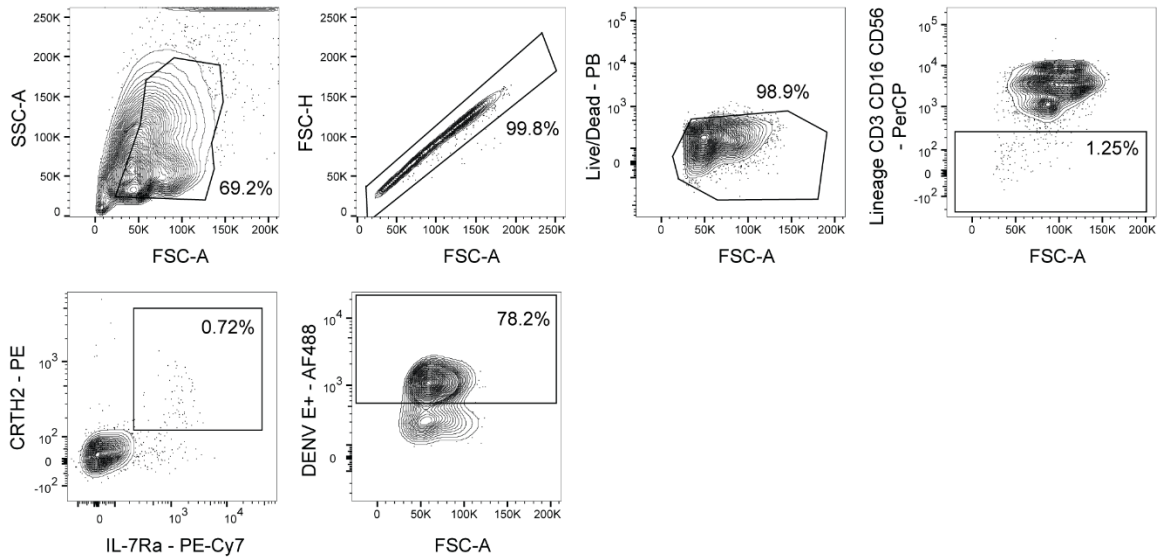 250K
200K
150K
100K
50K
0
SSC-A
0
50K
100K
150K
200K
FSC-A
69.2%
250K
200K
150K
100K
50K
0
FSC-H
0
50K
100K
150K
200K
250K
FSC-A
99.8%
10^5
10^3
0
Live/Dead - PB
0
50K
100K
150K
200K
FSC-A
98.9%
10^5
10^4
10^3
10^2
0
-10^2
Lineage CD3 CD16 CD56
- PerCP
0
50K
100K
150K
200K
FSC-A
1.25%
10^3
10^2
0
-10^2
CRTH2 - PE
0
10^3
10^4
IL-7Ra - PE-Cy7
0.72%
10^4
10^3
0
DENV E+ - AF488
0
50K
100K
150K
200K
FSC-A
78.2%